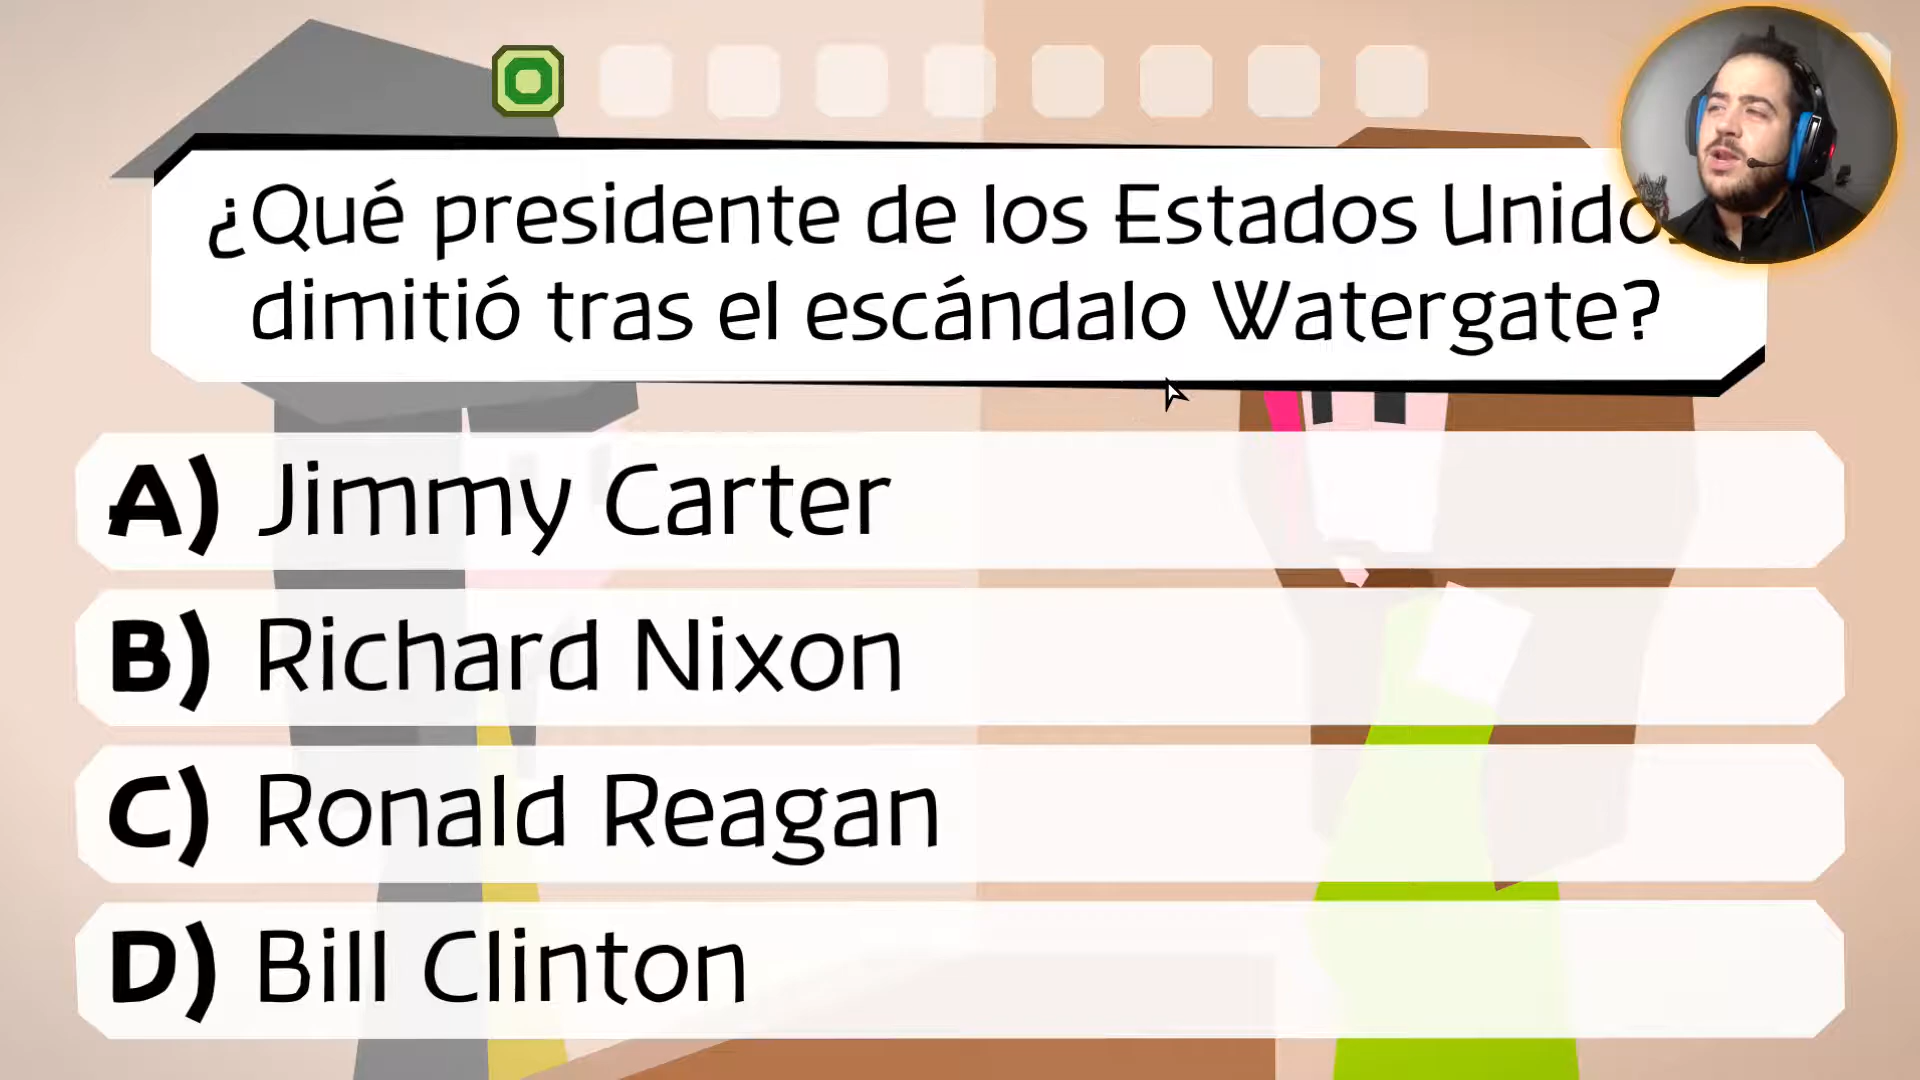 ¿Qué presidente de los Estados Unidos
dimitió tras el escándalo Watergate?
A) Jimmy Carter
B) Richard Nixon
C) Ronald Reagan
D) Bill Clinton